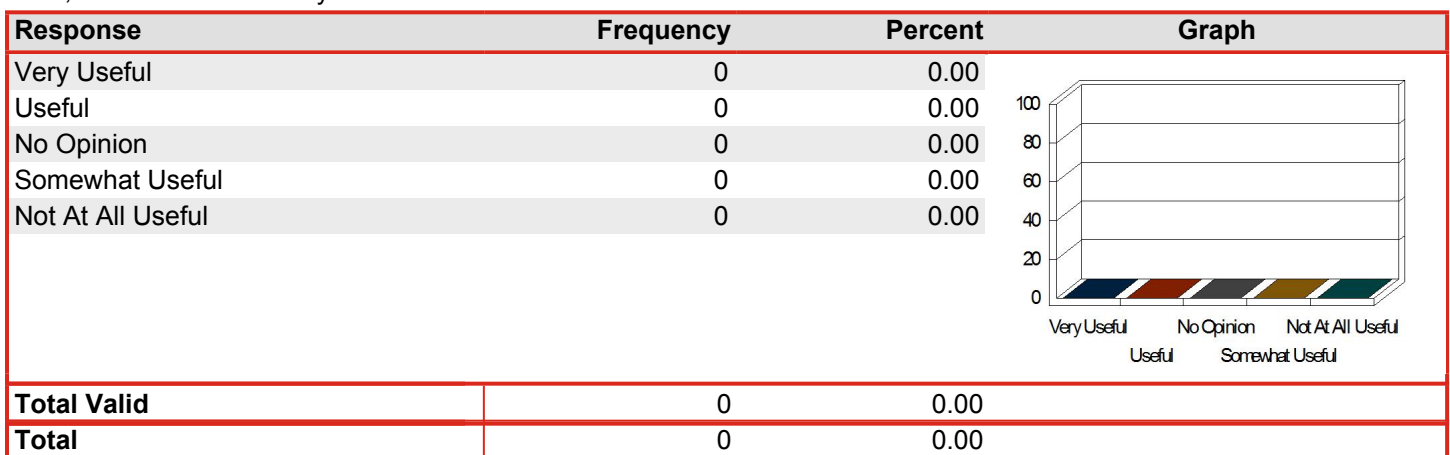 Response Frequency Percent Graph
Very Useful 0 0.00
Useful 0 0.00
No Opinion 0 0.00
Somewhat Useful 0 0.00
Not At All Useful 0 0.00
100
80
60
40
20
0
Very Useful No Opinion Not At All Useful
Useful Somewhat Useful
Total Valid 0 0.00
Total 0 0.00